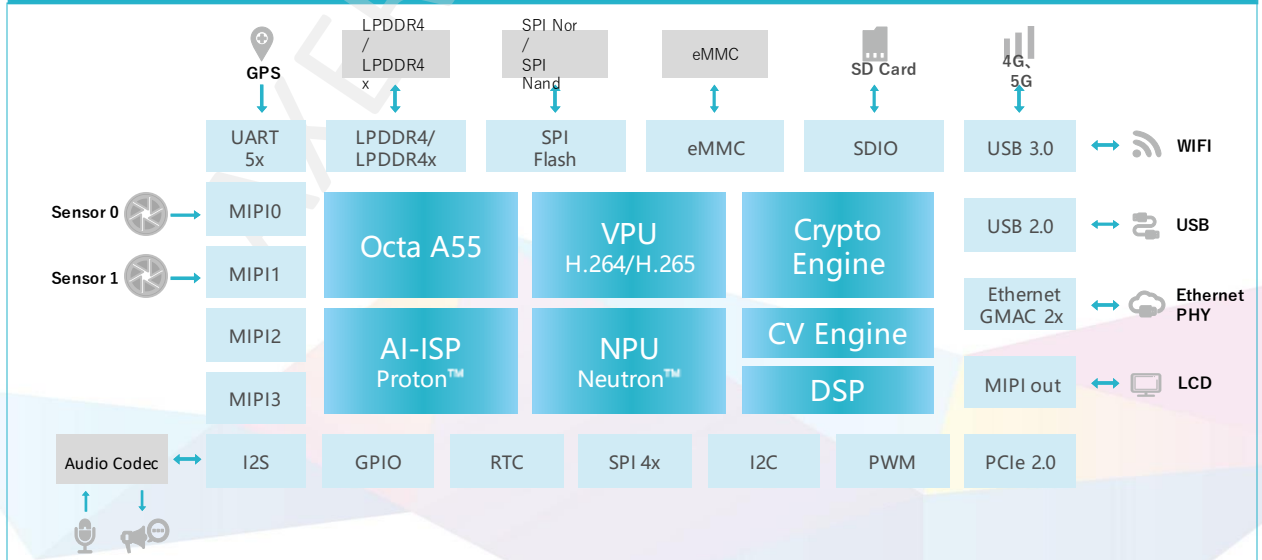 GPS
LPDDR4
/
LPDDR4
x
SPI Nor
/
SPI
Nand
eMMC
SD Card
4G、
5G
UART
5x
LPDDR4/
LPDDR4x
SPI
Flash
eMMC
SDIO
USB 3.0
WIFI
Sensor 0
MIPI0
Octa A55
VPU
H.264/H.265
Crypto
Engine
USB 2.0
USB
Sensor 1
MIPI1
Ethernet
GMAC 2x
Ethernet
PHY
MIPI2
AI-ISP
Proton™
NPU
Neutron™
CV Engine
DSP
MIPI3
MIPI out
LCD
Audio Codec
I2S
GPIO
RTC
SPI 4x
I2C
PWM
PCIe 2.0